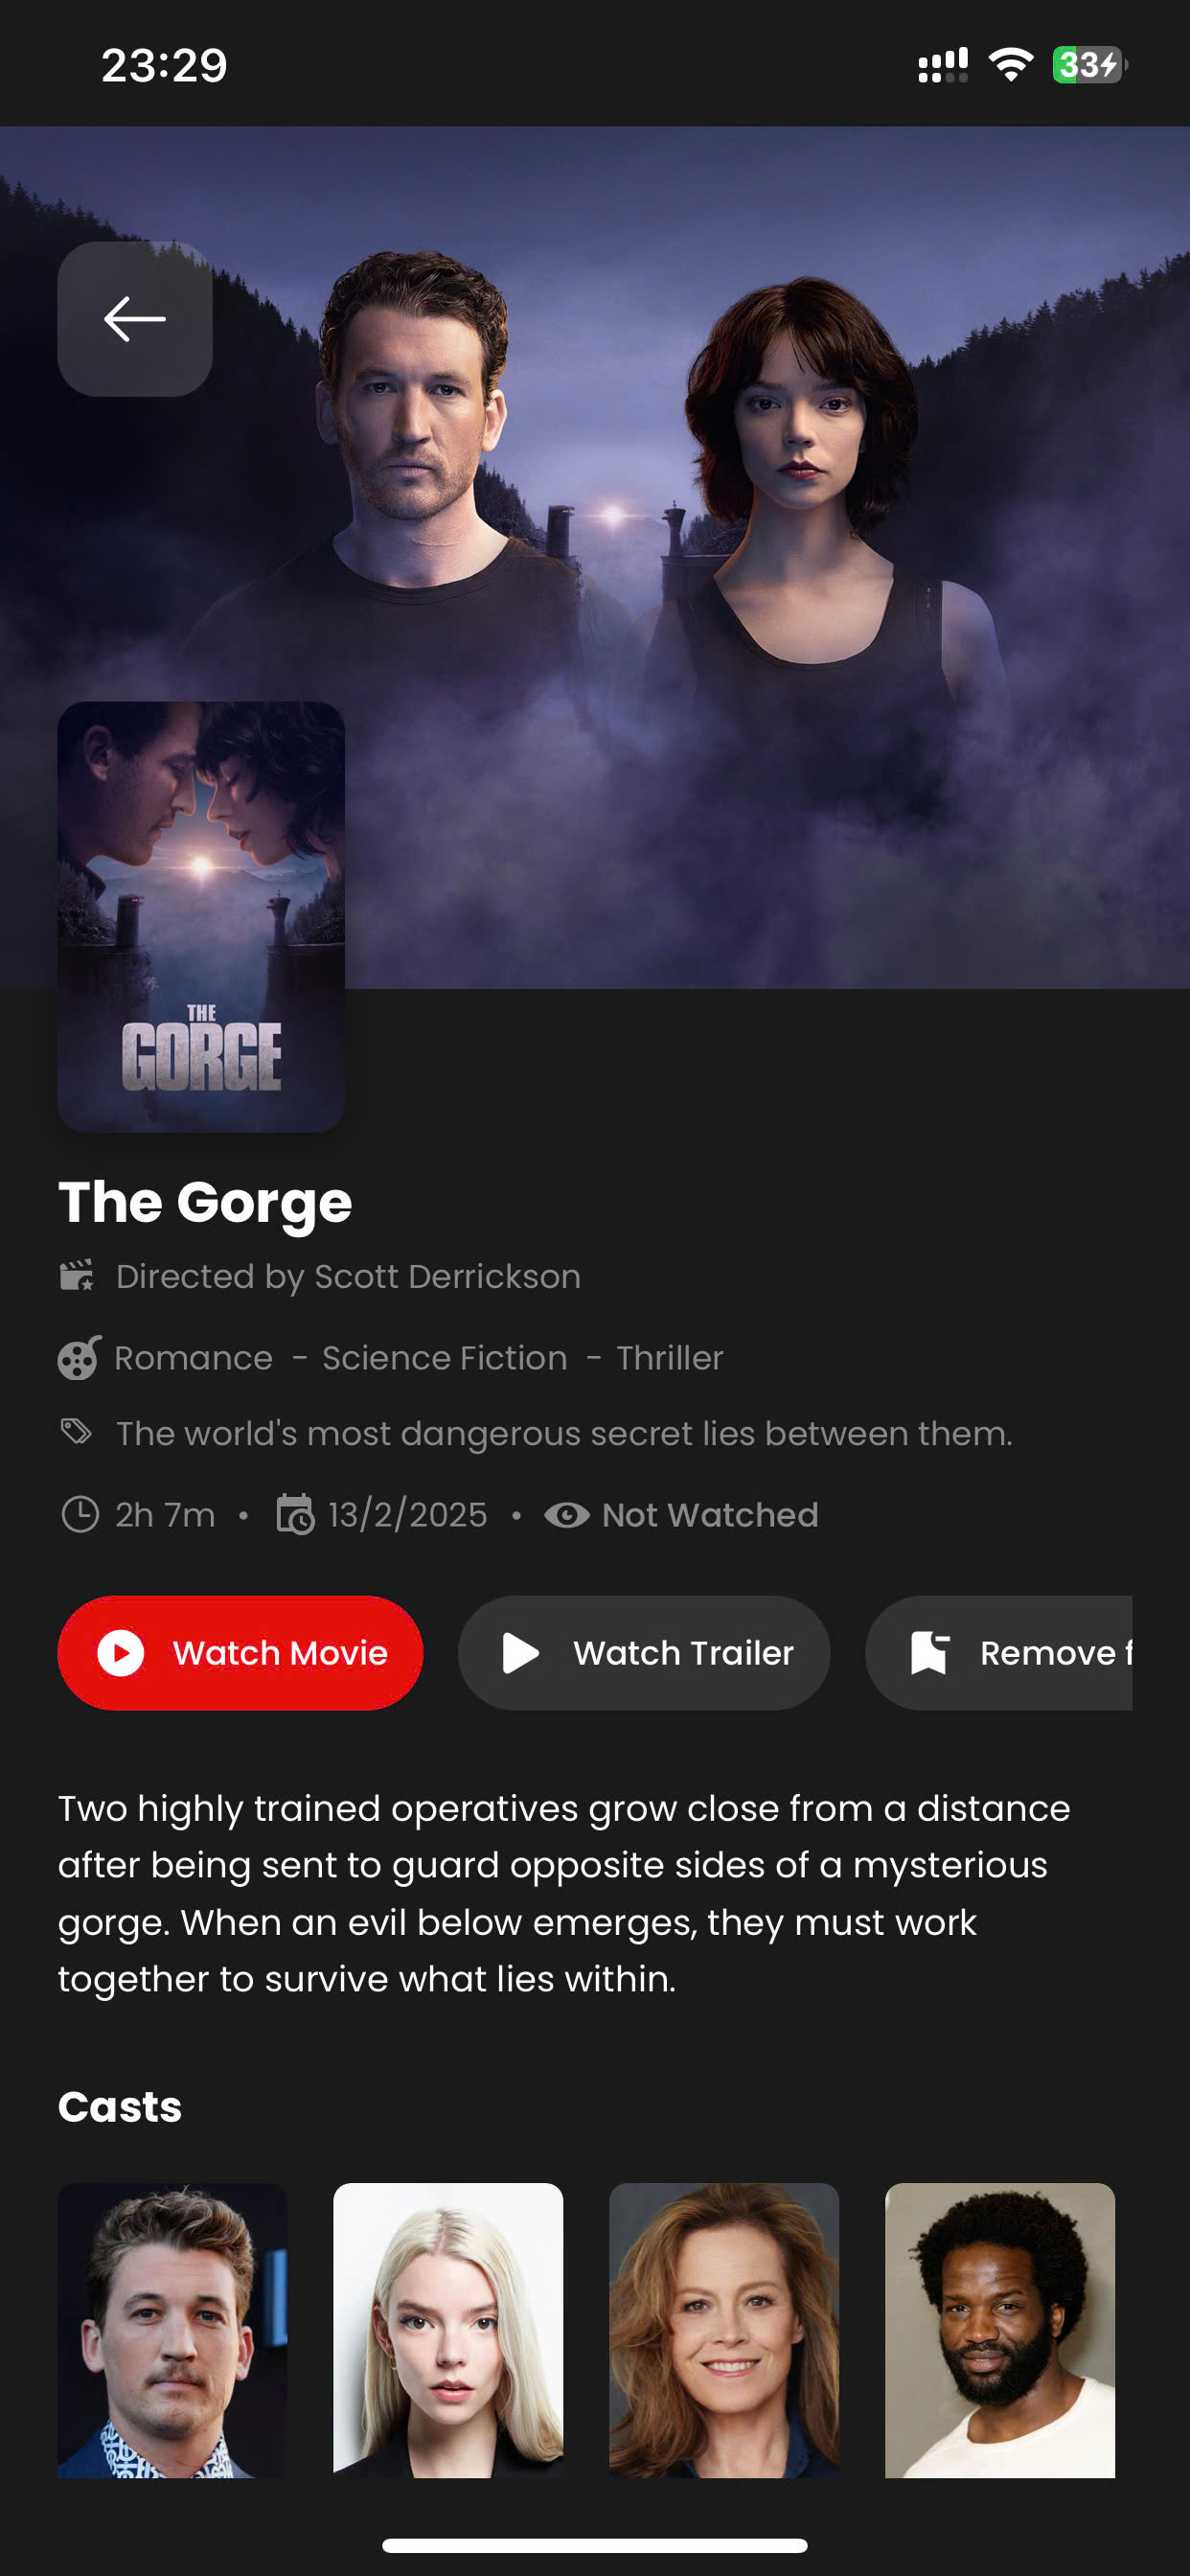 23:29
33
THE
GORGE
The Gorge
Directed by Scott Derrickson
Romance - Science Fiction - Thriller
The world's most dangerous secret lies between them.
2h 7m • 13/2/2025 • Not Watched
Watch Movie Watch Trailer Remove f
Two highly trained operatives grow close from a distance
after being sent to guard opposite sides of a mysterious
gorge. When an evil below emerges, they must work
together to survive what lies within.
Casts